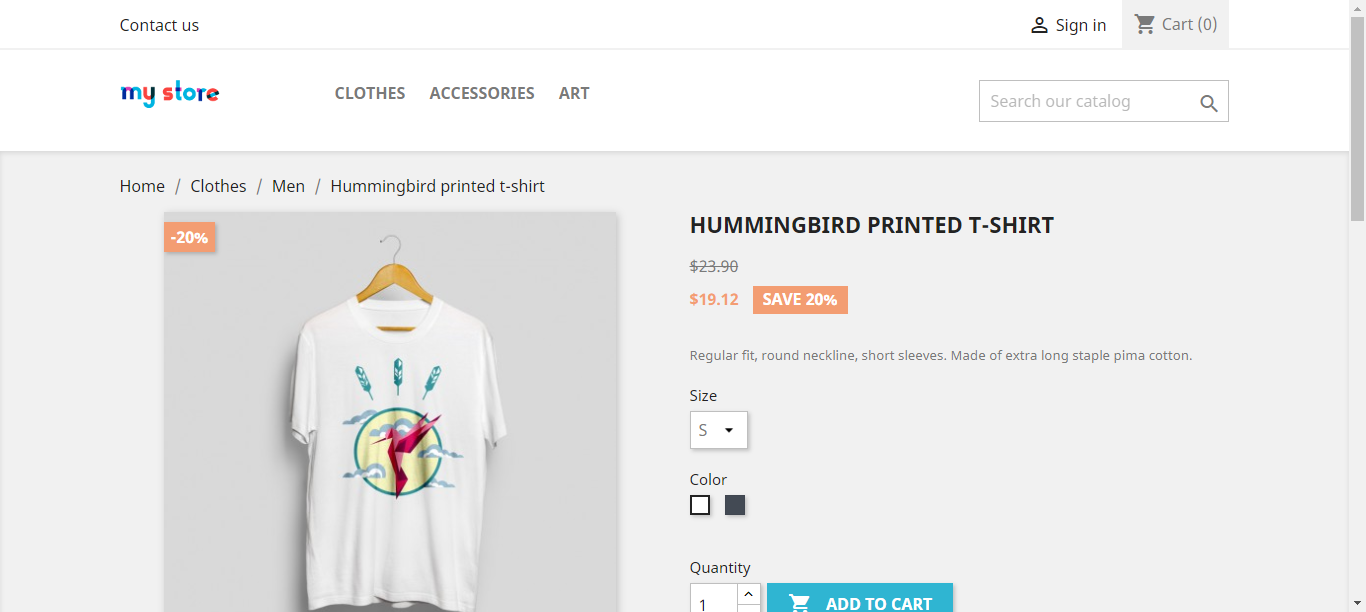 Contact us
Sign in
Cart (0)
my store
CLOTHES
ACCESSORIES
ART
Search our catalog
Home / Clothes / Men / Hummingbird printed t-shirt
-20%
HUMMINGBIRD PRINTED T-SHIRT
$23.90
$19.12 SAVE 20%
Regular fit, round neckline, short sleeves. Made of extra long staple pima cotton.
Size
S
Color
Quantity
1
ADD TO CART